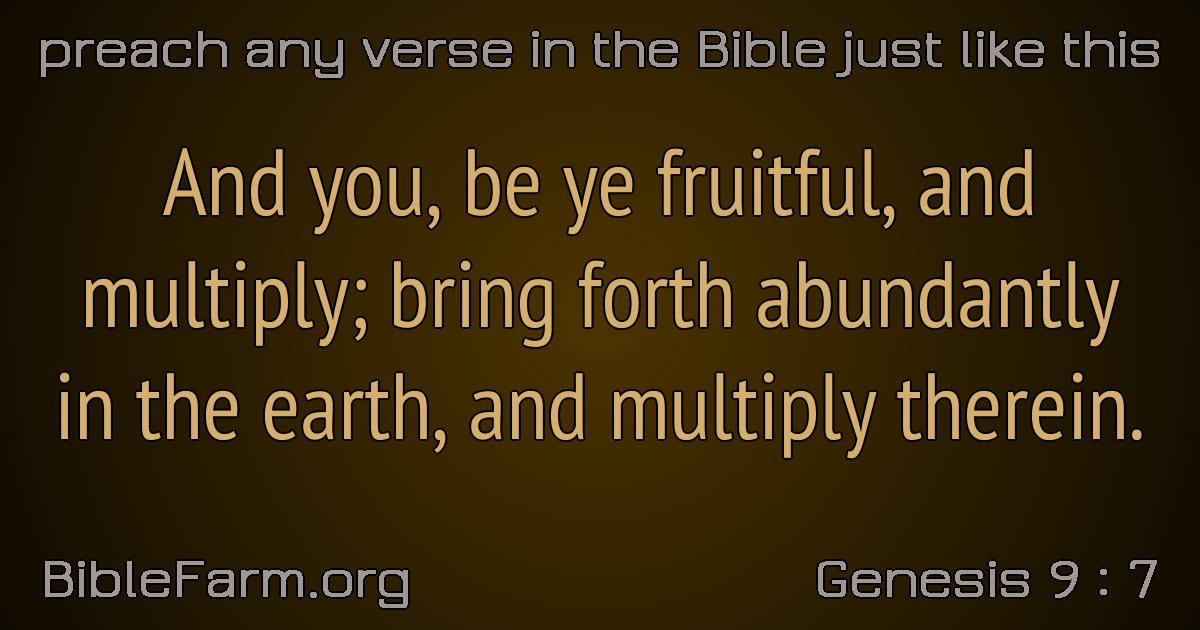 preach any verse in the Bible just like this
And you, be ye fruitful, and
multiply; bring forth abundantly
in the earth, and multiply therein.
BibleFarm.org
Genesis 9 : 7